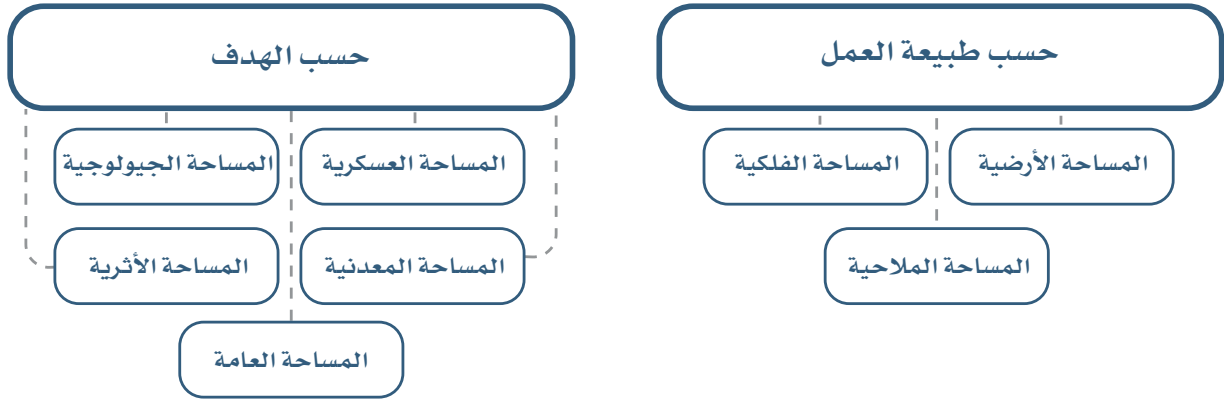 حسب طبيعة العمل
المساحة الأرضية
المساحة الفلكية
المساحة الملاحية
حسب الهدف
المساحة العسكرية
المساحة الجيولوجية
المساحة المعدنية
المساحة الأثرية
المساحة العامة